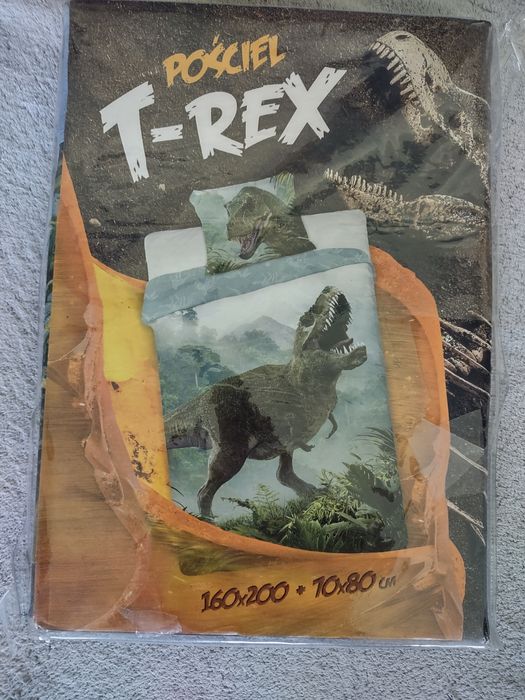 POŚCIEL
T-REX
160x200 + 70x80 cm